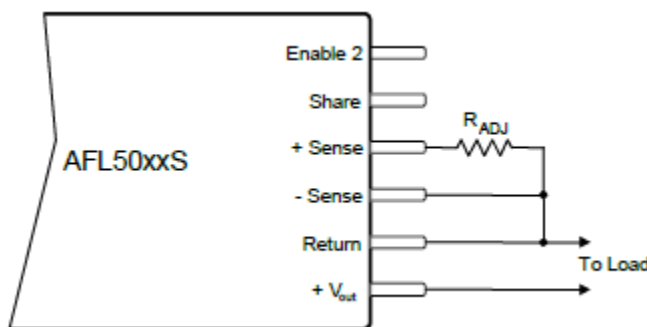 Enable 2
Share
R_ADJ
+ Sense
AFL50xxS
- Sense
Return
To Load
+ V_out